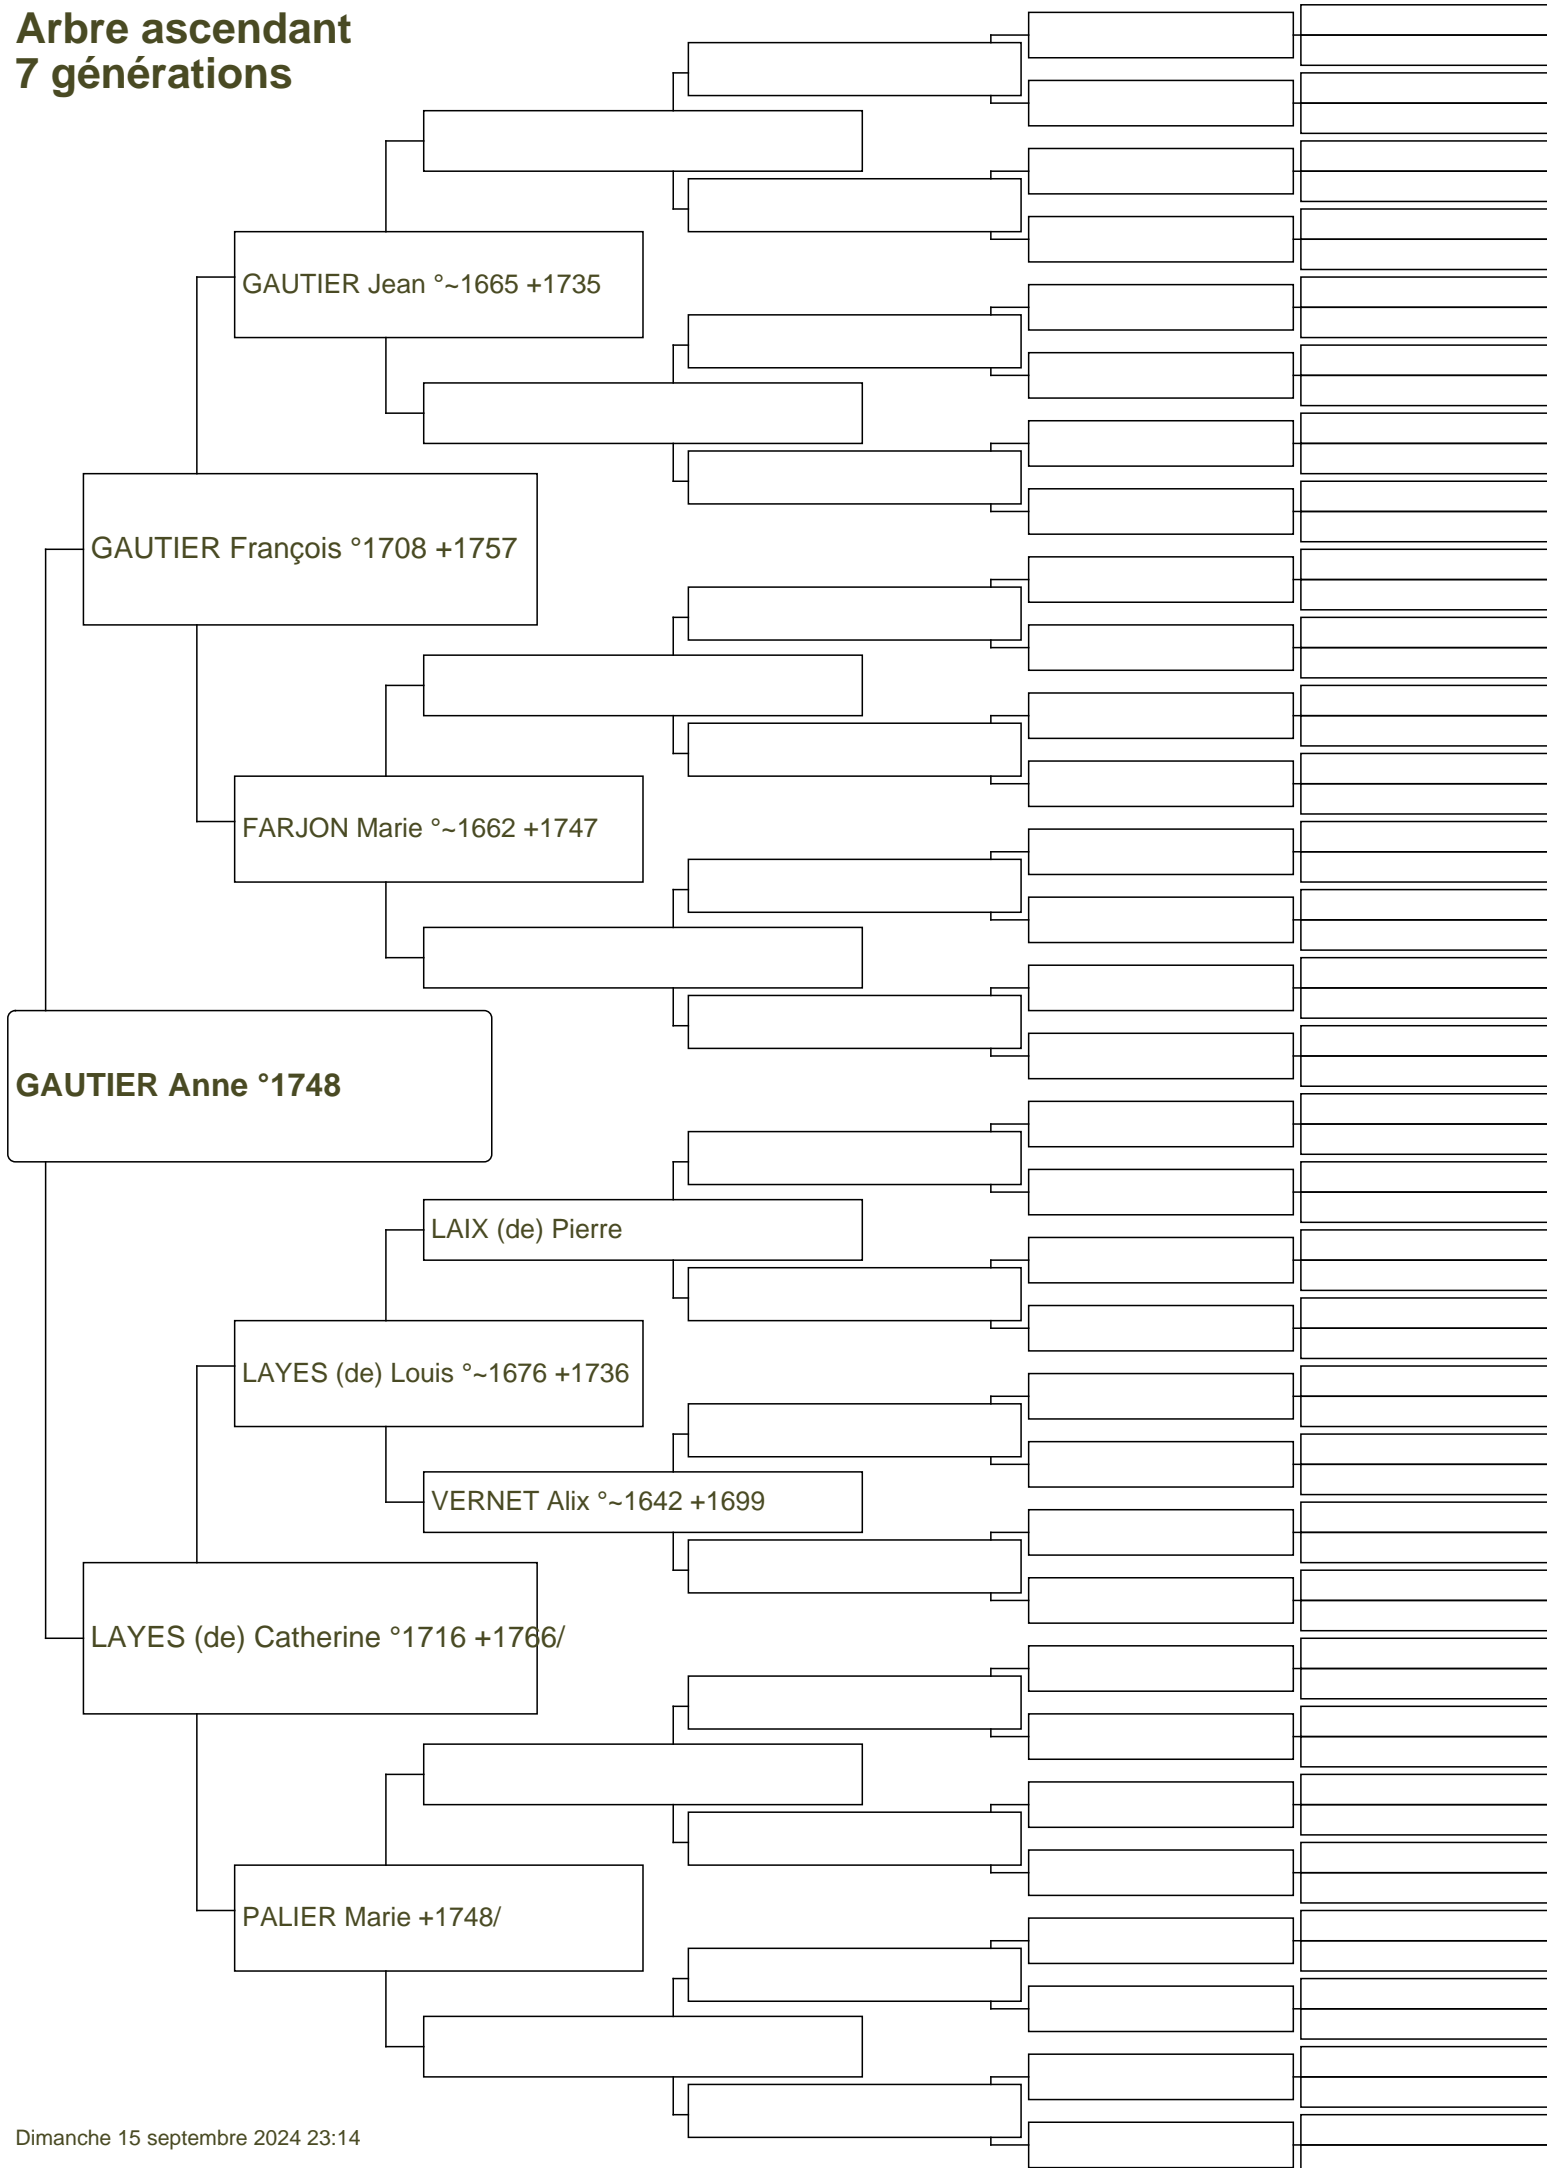 Arbre ascendant
7 générations
GAUTIER Jean °~1665 +1735
GAUTIER François °1708 +1757
FARJON Marie °~1662 +1747
GAUTIER Anne °1748
LAIX (de) Pierre
LAYES (de) Louis °~1676 +1736
VERNET Alix °~1642 +1699
LAYES (de) Catherine °1716 +1766/
PALIER Marie +1748/
Dimanche 15 septembre 2024 23:14